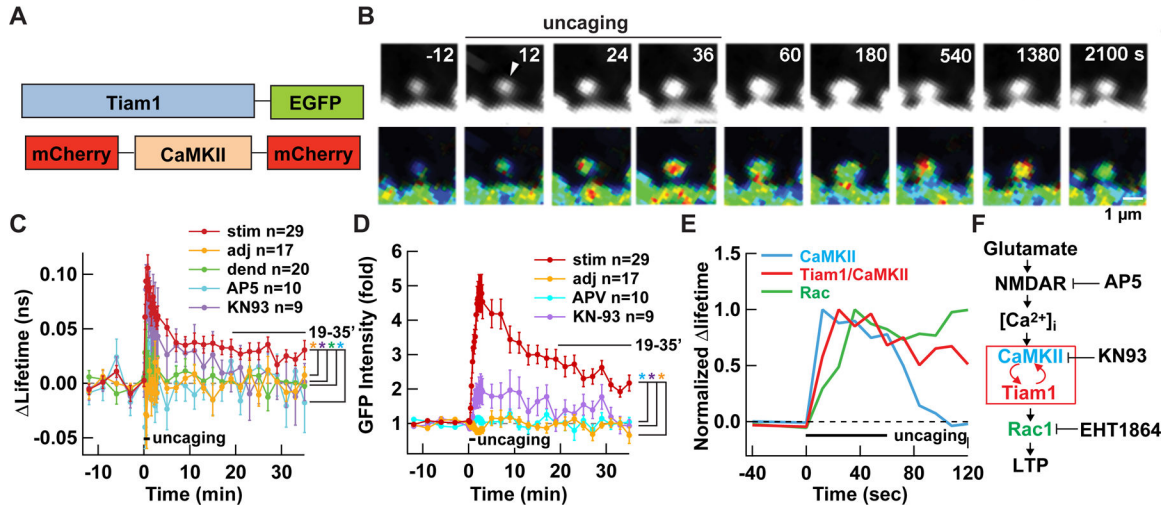 A
Tiam1
EGFP
mCherry
CaMKII
mCherry
B
uncaging
-12
12
24
36
60
180
540
1380
2100 s
1 μm
C
stim n=29
adj n=17
dend n=20
AP5 n=10
KN93 n=9
19-35'
****
ΔLifetime (ns)
0.10
0.05
0.00
-0.05
uncaging
-10
0
10
20
30
Time (min)
D
stim n=29
adj n=17
APV n=10
KN-93 n=9
19-35'
***
GFP Intensity (fold)
6
5
4
3
2
1
0
uncaging
-10
0
10
20
30
Time (min)
E
CaMKII
Tiam1/CaMKII
Rac
Normalized Δlifetime
1.5
1.0
0.5
0.0
uncaging
-40
0
40
80
120
Time (sec)
F
Glutamate
NMDAR
AP5
[Ca2+]i
CaMKII
KN93
Tiam1
Rac1
EHT1864
LTP